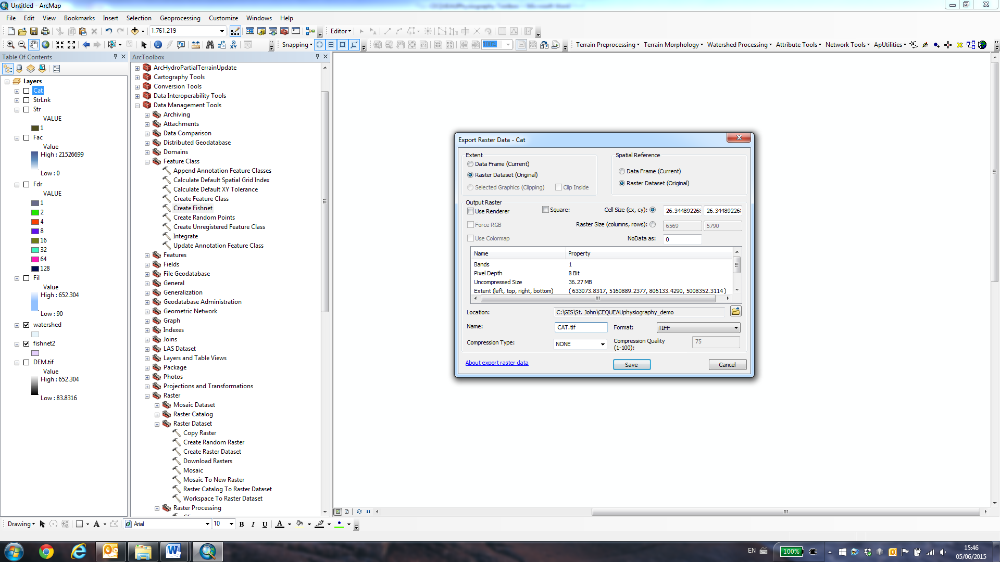 Untitled - ArcMap
File Edit View Bookmarks Insert Selection Geoprocessing Customize Windows Help
1:761,219 Editor
Snapping 100% Terrain Preprocessing Terrain Morphology Watershed Processing Attribute Tools Network Tools ApUtilities
Table Of Contents
Layers
Cat
StrLnk
Str
VALUE
1
Fac
Value
High : 21526699
Low : 0
Fdr
VALUE
1
2
4
8
16
32
64
128
Fil
Value
High : 652.304
Low : 90
watershed
fishnet2
DEM.tif
Value
High : 652.304
Low : 83.8316
ArcToolbox
ArcHydroPartialTerrainUpdate
Cartography Tools
Conversion Tools
Data Interoperability Tools
Data Management Tools
Archiving
Attachments
Data Comparison
Distributed Geodatabase
Domains
Feature Class
Append Annotation Feature Classes
Calculate Default Spatial Grid Index
Calculate Default XY Tolerance
Create Feature Class
Create Fishnet
Create Random Points
Create Unregistered Feature Class
Integrate
Update Annotation Feature Class
Features
Fields
File Geodatabase
General
Generalization
Geodatabase Administration
Geometric Network
Graph
Indexes
Joins
LAS Dataset
Layers and Table Views
Package
Photos
Projections and Transformations
Raster
Mosaic Dataset
Raster Catalog
Raster Dataset
Copy Raster
Create Random Raster
Create Raster Dataset
Download Rasters
Mosaic
Mosaic To New Raster
Raster Catalog To Raster Dataset
Workspace To Raster Dataset
Raster Processing
Export Raster Data - Cat
Extent
Data Frame (Current)
Raster Dataset (Original)
Selected Graphics (Clipping) Clip Inside
Spatial Reference
Data Frame (Current)
Raster Dataset (Original)
Output Raster
Use Renderer Square: Cell Size (cx, cy): 26.344892268 26.344892268
Force RGB Raster Size (columns, rows): 6569 5790
Use Colormap NoData as: 0
Name Property
Bands 1
Pixel Depth 8 Bit
Uncompressed Size 36.27 MB
Extent (left, top, right, bottom) ( 633073.8317, 5160889.2377, 806133.4290, 5008352.3114 )
Location: C:\GIS\St. John\CEQUEAUphysiography_demo
Name: CAT.tif Format: TIFF
Compression Type: NONE Compression Quality (1-100): 75
About export raster data Save Cancel
Drawing A Arial 10 B I U A
EN 100% 15:46
05/06/2015